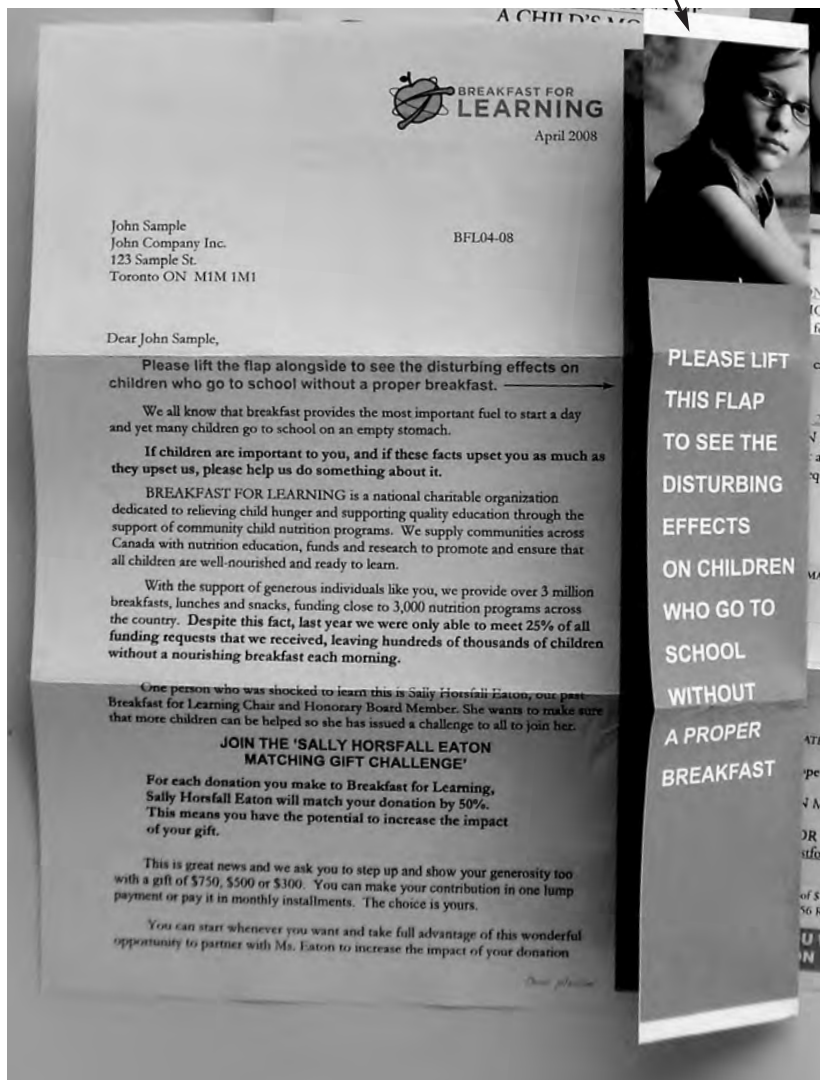 A CHILD'S
BREAKFAST FOR
LEARNING
April 2008
John Sample
John Company Inc.
123 Sample St.
Toronto ON M1M 1M1
BFL04-08
Dear John Sample,
Please lift the flap alongside to see the disturbing effects on
children who go to school without a proper breakfast.
We all know that breakfast provides the most important fuel to start a day
and yet many children go to school on an empty stomach.
If children are important to you, and if these facts upset you as much as
they upset us, please help us do something about it.
BREAKFAST FOR LEARNING is a national charitable organization
dedicated to relieving child hunger and supporting quality education through the
support of community child nutrition programs. We supply communities across
Canada with nutrition education, funds and research to promote and ensure that
all children are well-nourished and ready to learn.
With the support of generous individuals like you, we provide over 3 million
breakfasts, lunches and snacks, funding close to 3,000 nutrition programs across
the country. Despite this fact, last year we were only able to meet 25% of all
funding requests that we received, leaving hundreds of thousands of children
without a nourishing breakfast each morning.
One person who was shocked to learn this is Sally Horsfall Eaton, our past
Breakfast for Learning Chair and Honorary Board Member. She wants to make sure
that more children can be helped so she has issued a challenge to all to join her.
JOIN THE 'SALLY HORSFALL EATON
MATCHING GIFT CHALLENGE'
For each donation you make to Breakfast for Learning,
Sally Horsfall Eaton will match your donation by 50%.
This means you have the potential to increase the impact
of your gift.
This is great news and we ask you to step up and show your generosity too
with a gift of $750, $500 or $300. You can make your contribution in one lump
payment or pay it in monthly installments. The choice is yours.
You can start whenever you want and take full advantage of this wonderful
opportunity to partner with Ms. Eaton to increase the impact of your donation
PLEASE LIFT
THIS FLAP
TO SEE THE
DISTURBING
EFFECTS
ON CHILDREN
WHO GO TO
SCHOOL
WITHOUT
A PROPER
BREAKFAST